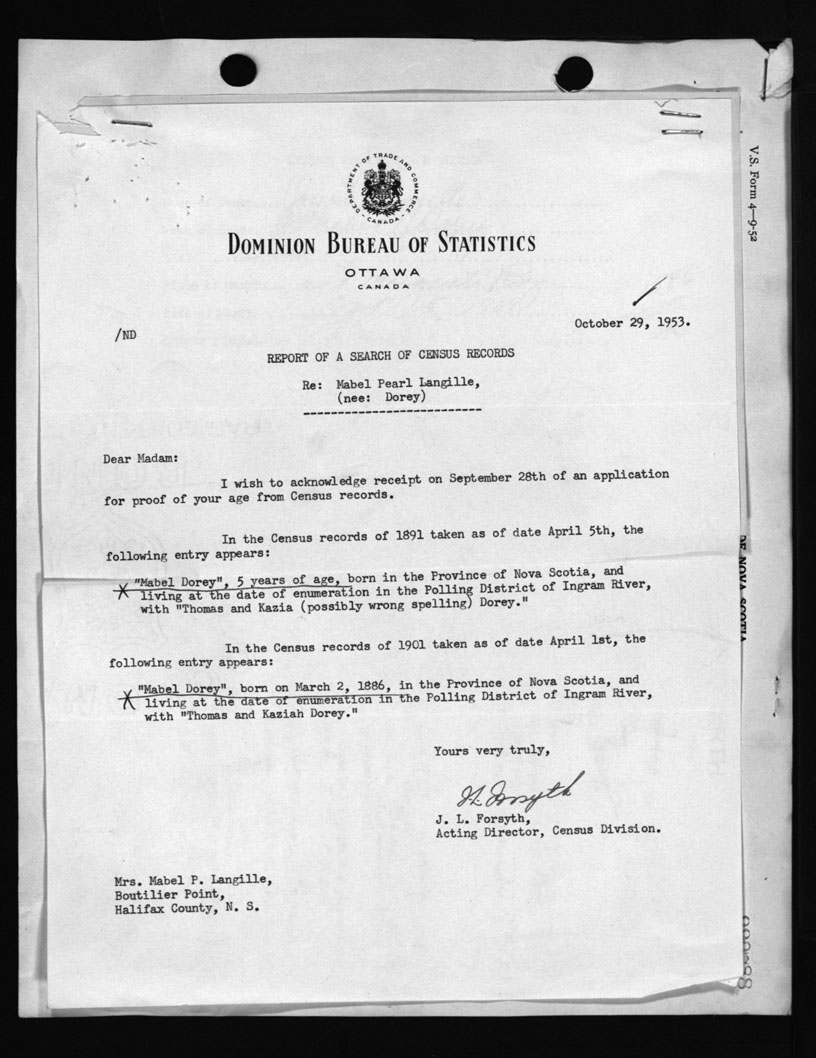 DEPARTMENT OF TRADE AND COMMERCE
- CANADA -
DOMINION BUREAU OF STATISTICS
OTTAWA
CANADA
October 29, 1953.
/ND
REPORT OF A SEARCH OF CENSUS RECORDS
Re: Mabel Pearl Langille,
(nee: Dorey)
Dear Madam:
I wish to acknowledge receipt on September 28th of an application
for proof of your age from Census records.
In the Census records of 1891 taken as of date April 5th, the
following entry appears:
"Mabel Dorey", 5 years of age, born in the Province of Nova Scotia, and
living at the date of enumeration in the Polling District of Ingram River,
with "Thomas and Kazia (possibly wrong spelling) Dorey."
In the Census records of 1901 taken as of date April 1st, the
following entry appears:
"Mabel Dorey", born on March 2, 1886, in the Province of Nova Scotia, and
living at the date of enumeration in the Polling District of Ingram River,
with "Thomas and Kaziah Dorey."
Yours very truly,
J. L. Forsyth
J. L. Forsyth,
Acting Director, Census Division.
Mrs. Mabel P. Langille,
Boutilier Point,
Halifax County, N. S.
V.S. Form 4—9-52
OF NOVA SCOTIA